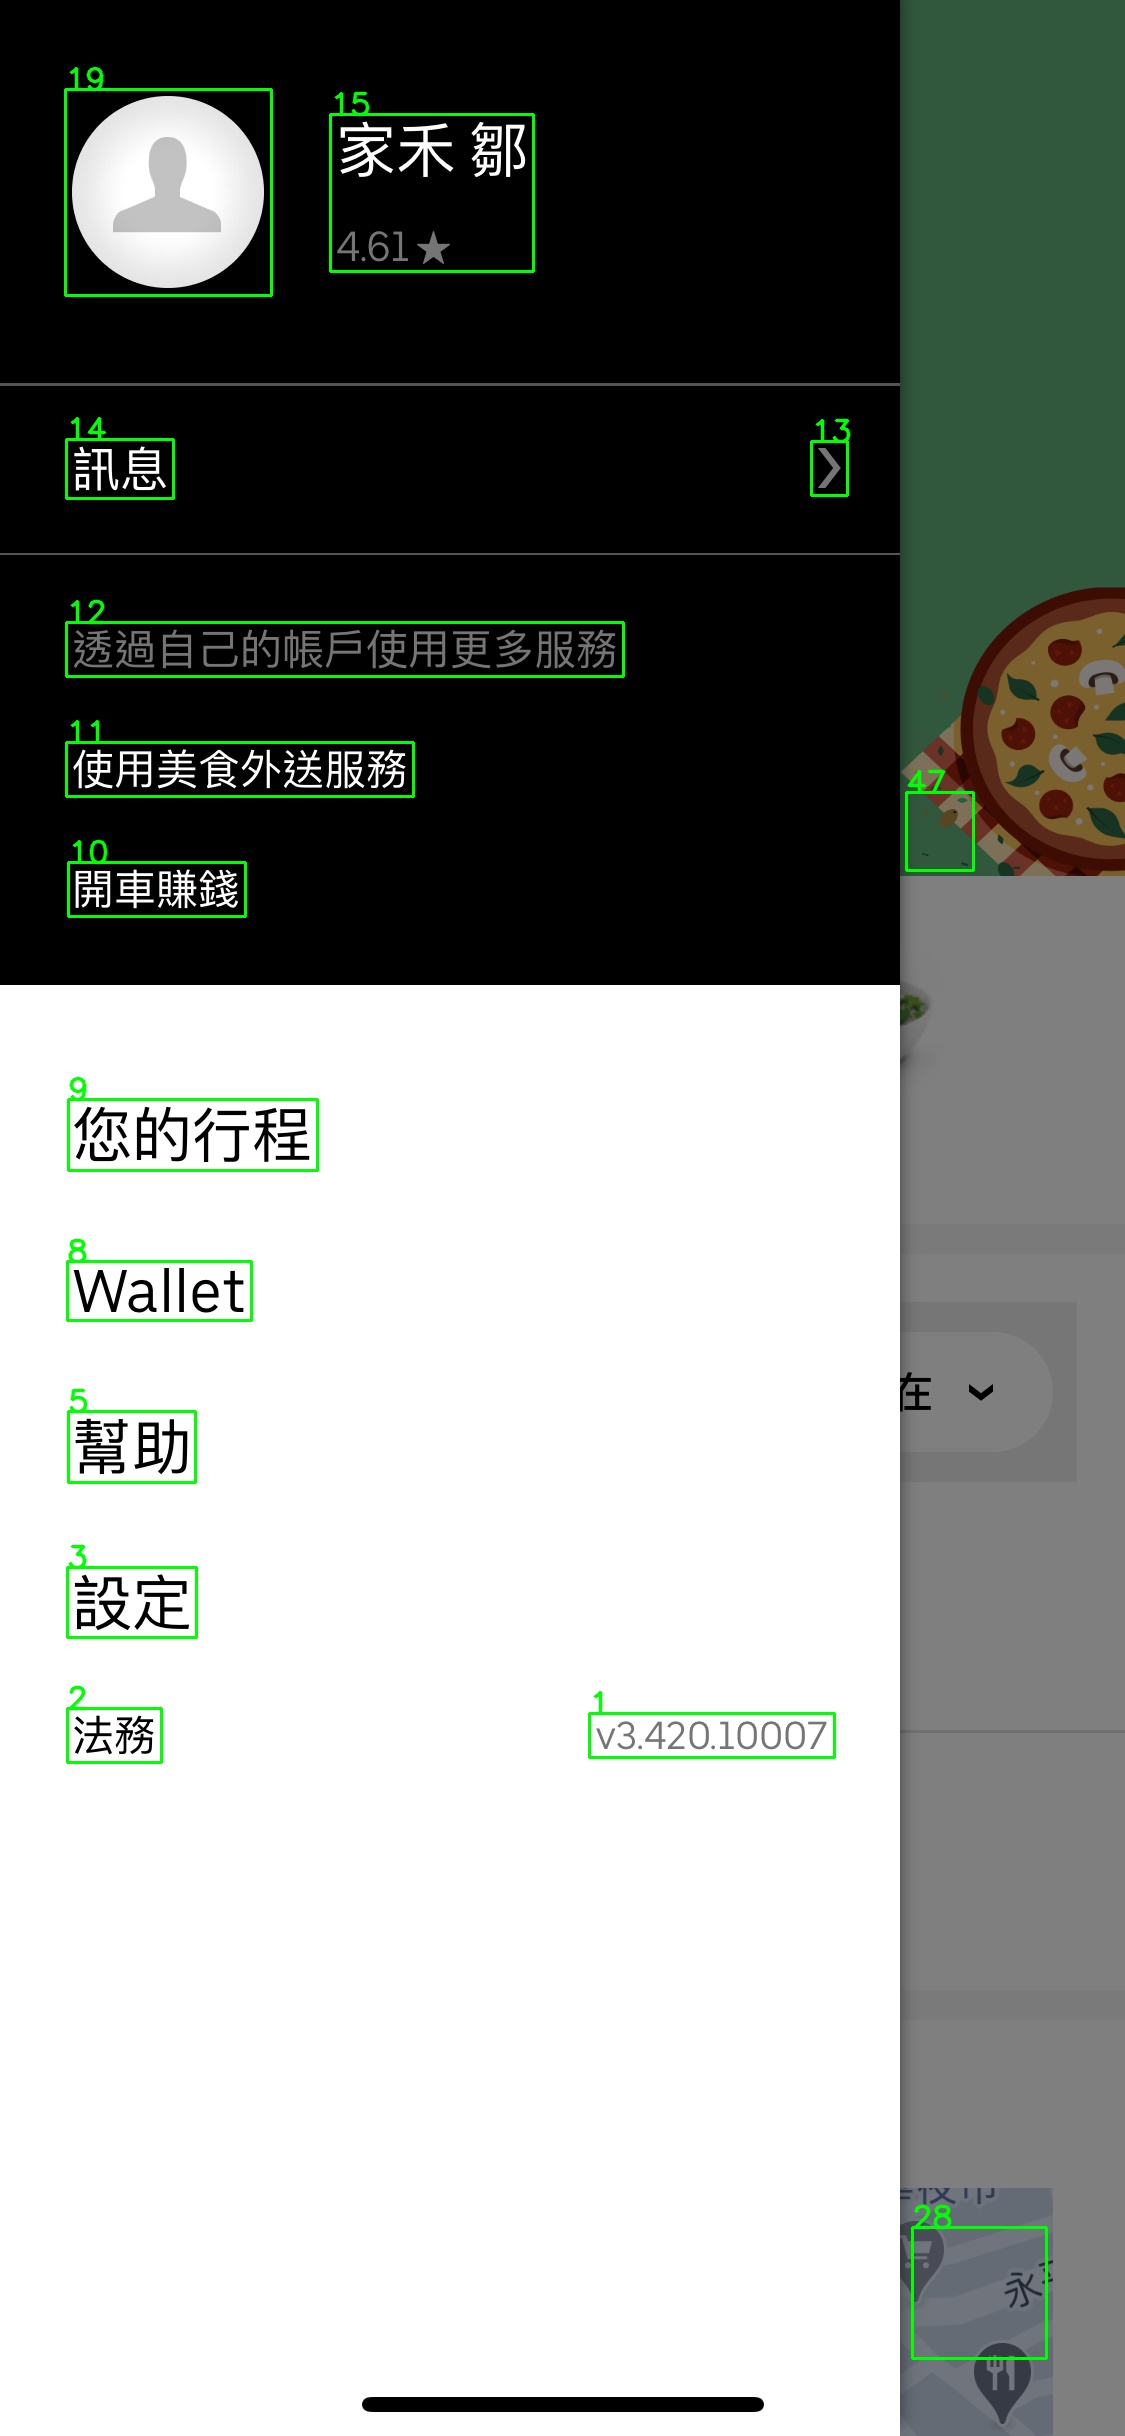 19
15
家禾 鄒
4.61 ★
14
訊息
13
12
透過自己的帳戶使用更多服務
11
使用美食外送服務
10
開車賺錢
47
9
您的行程
8
Wallet
在
5
幫助
3
設定
2
法務
1
v3.420.10007
28
永